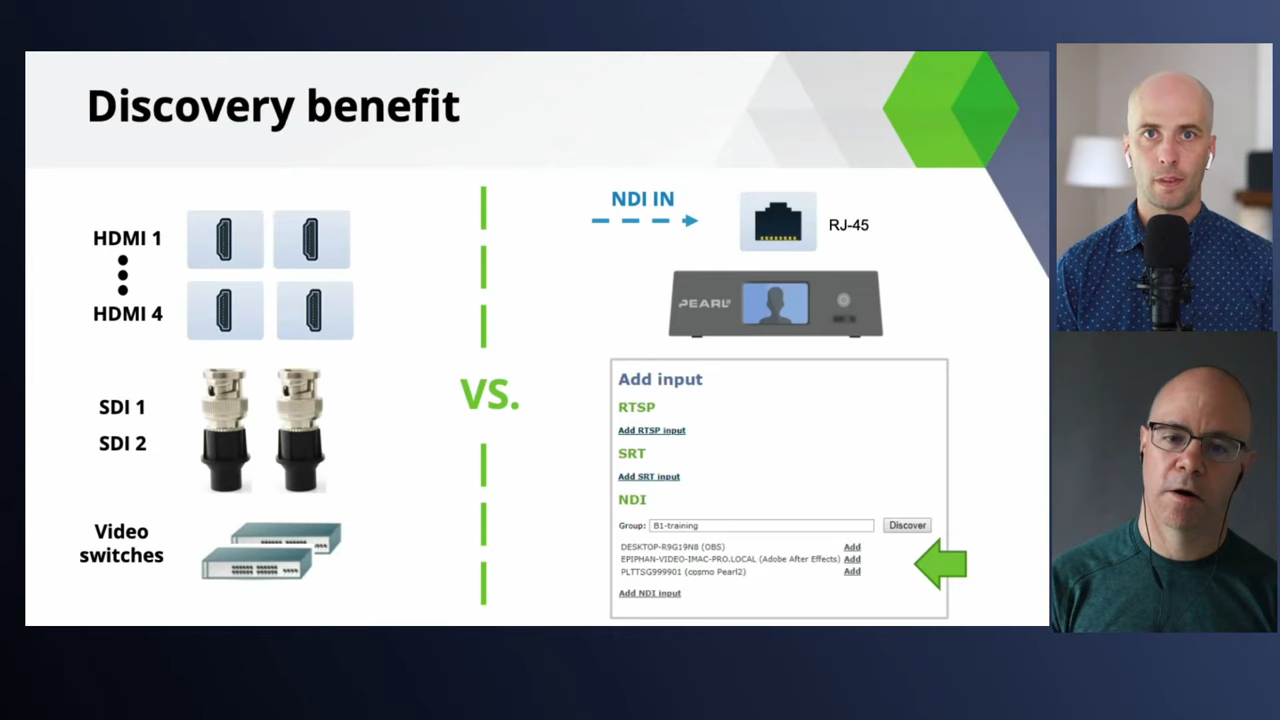 Discovery benefit
HDMI 1
HDMI 4
SDI 1
SDI 2
Video
switches
VS.
NDI IN
RJ-45
PEARL
Add input
RTSP
Add RTSP input
SRT
Add SRT input
NDI
Group: B1-training Discover
DESKTOP-R9G19N8 (OBS) Add
EPIPHAN-VIDEO-IMAC-PRO.LOCAL (Adobe After Effects) Add
PLTTSG999901 (cosmo Pearl2) Add
Add NDI input